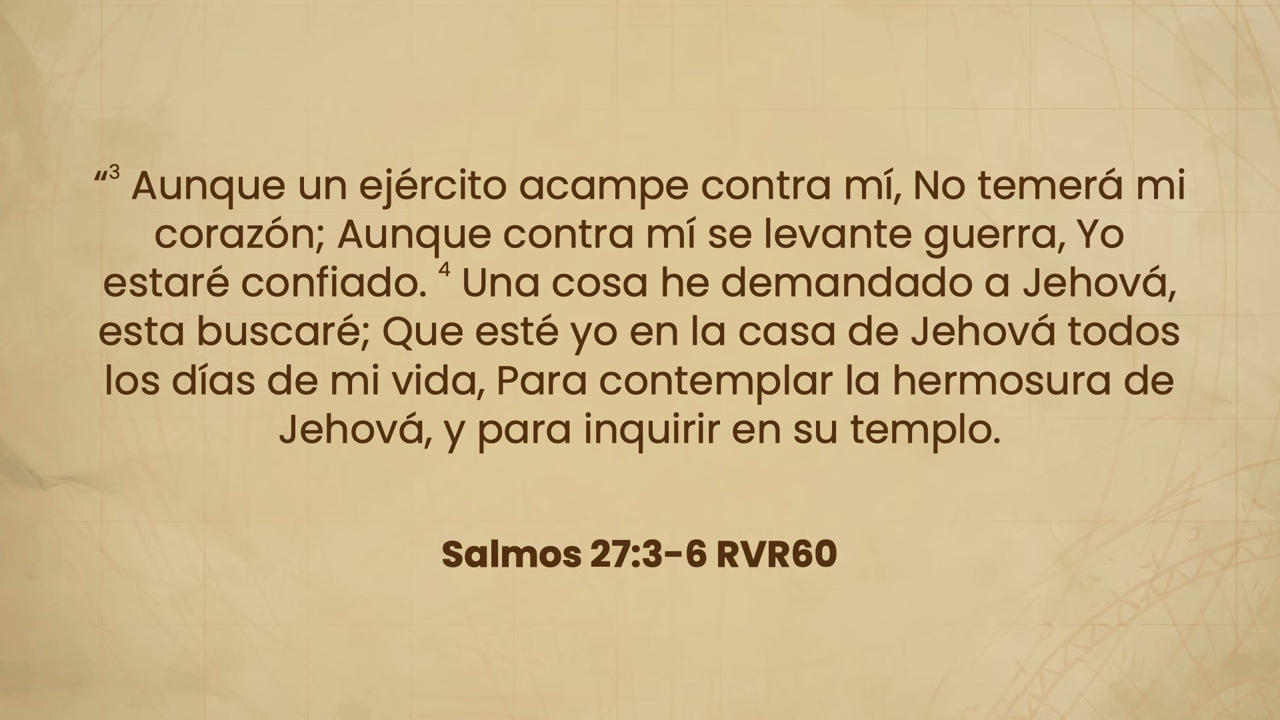 “³ Aunque un ejército acampe contra mí, No temerá mi
corazón; Aunque contra mí se levante guerra, Yo
estaré confiado. ⁴ Una cosa he demandado a Jehová,
esta buscaré; Que esté yo en la casa de Jehová todos
los días de mi vida, Para contemplar la hermosura de
Jehová, y para inquirir en su templo.
Salmos 27:3-6 RVR60